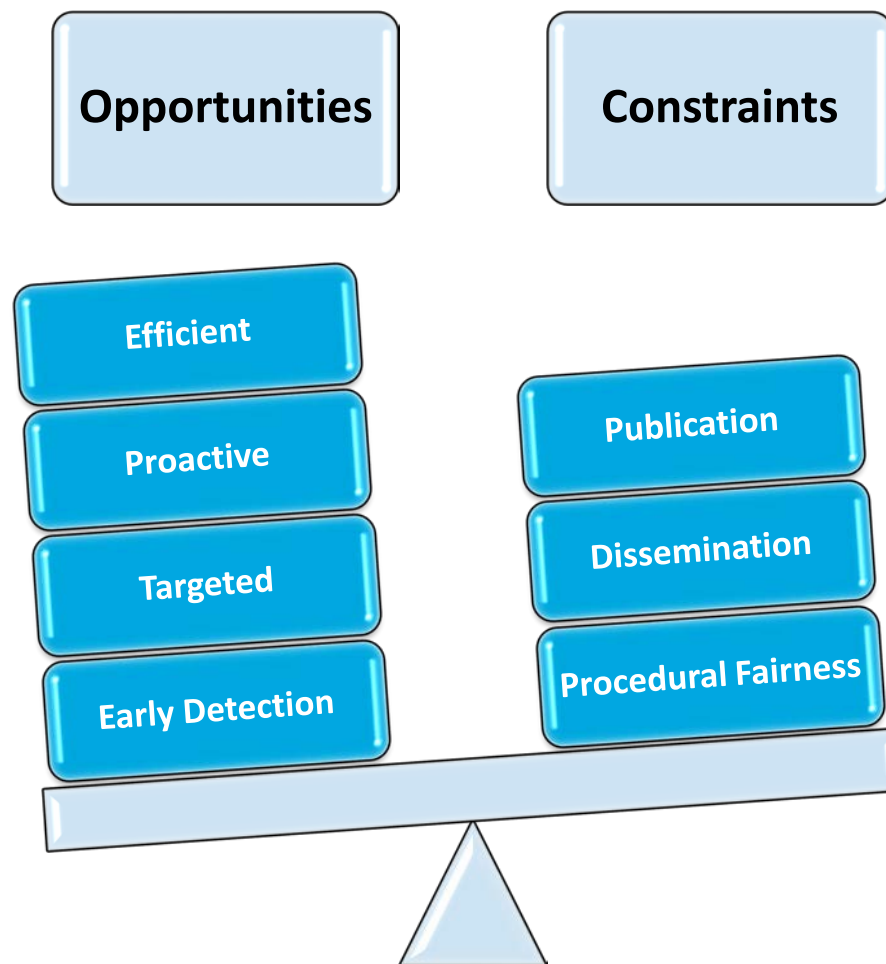 Opportunities
Constraints
Efficient
Proactive
Targeted
Early Detection
Publication
Dissemination
Procedural Fairness